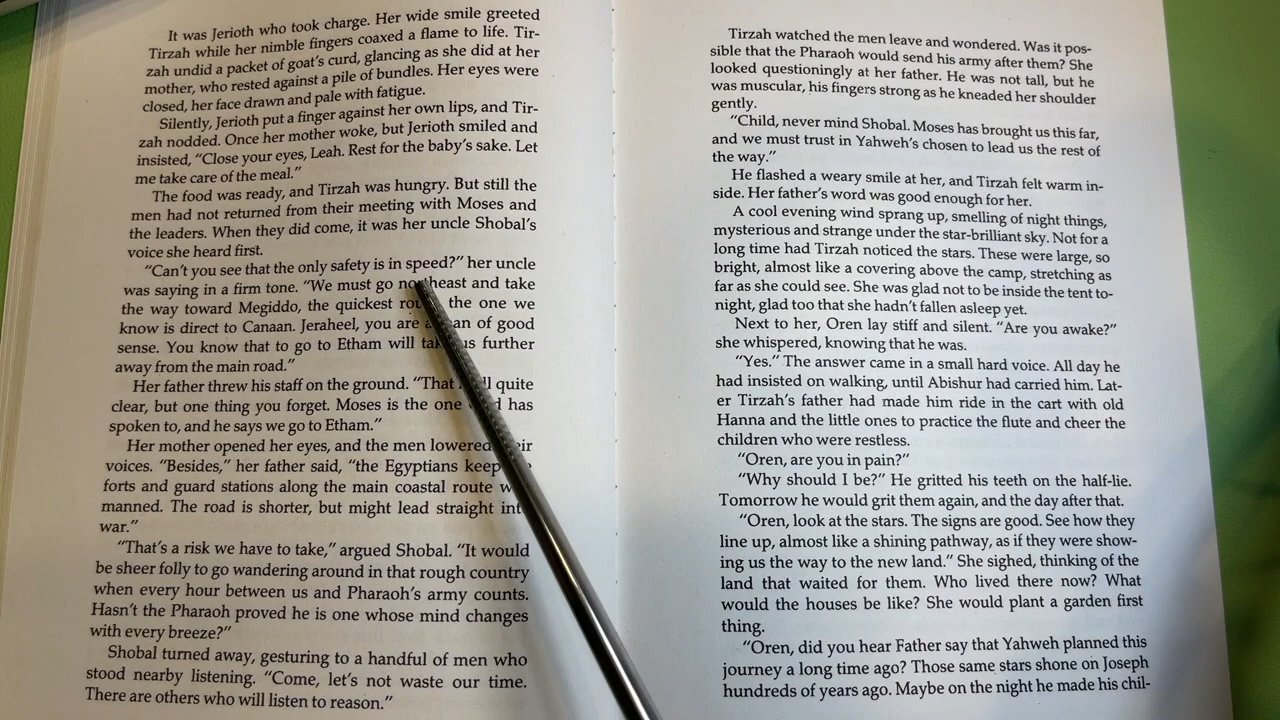 It was Jerioth who took charge. Her wide smile greeted
Tirzah while her nimble fingers coaxed a flame to life. Tir-
zah undid a packet of goat's curd, glancing as she did at her
mother, who rested against a pile of bundles. Her eyes were
closed, her face drawn and pale with fatigue.
Silently, Jerioth put a finger against her own lips, and Tir-
zah nodded. Once her mother woke, but Jerioth smiled and
insisted, "Close your eyes, Leah. Rest for the baby's sake. Let
me take care of the meal."
The food was ready, and Tirzah was hungry. But still the
men had not returned from their meeting with Moses and
the leaders. When they did come, it was her uncle Shobal's
voice she heard first.
"Can't you see that the only safety is in speed?" her uncle
was saying in a firm tone. "We must go and take
the way toward Megiddo, the quickest the one we
know is direct to Canaan. Jeraheel, you are of good
sense. You know that to go to Etham will us further
away from the main road."
Her father threw his staff on the ground. "That quite
clear, but one thing you forget. Moses is the one has
spoken to, and he says we go to Etham."
Her mother opened her eyes, and the men lowered
voices. "Besides," her father said, "the Egyptians keep
forts and guard stations along the main coastal route
manned. The road is shorter, but might lead straight
war."
"That's a risk we have to take," argued Shobal. "It would
be sheer folly to go wandering around in that rough country
when every hour between us and Pharaoh's army counts.
Hasn't the Pharaoh proved he is one whose mind changes
with every breeze?"
Shobal turned away, gesturing to a handful of men who
stood nearby listening. "Come, let's not waste our time.
There are others who will listen to reason."
Tirzah watched the men leave and wondered. Was it pos-
sible that the Pharaoh would send his army after them? She
looked questioningly at her father. He was not tall, but he
was muscular, his fingers strong as he kneaded her shoulder
gently.
"Child, never mind Shobal. Moses has brought us this far,
and we must trust in Yahweh's chosen to lead us the rest of
the way."
He flashed a weary smile at her, and Tirzah felt warm in-
side. Her father's word was good enough for her.
A cool evening wind sprang up, smelling of night things,
mysterious and strange under the star-brilliant sky. Not for a
long time had Tirzah noticed the stars. These were large, so
bright, almost like a covering above the camp, stretching as
far as she could see. She was glad not to be inside the tent to-
night, glad too that she hadn't fallen asleep yet.
Next to her, Oren lay stiff and silent. "Are you awake?"
she whispered, knowing that he was.
"Yes." The answer came in a small hard voice. All day he
had insisted on walking, until Abishur had carried him. Lat-
er Tirzah's father had made him ride in the cart with old
Hanna and the little ones to practice the flute and cheer the
children who were restless.
"Oren, are you in pain?"
"Why should I be?" He gritted his teeth on the half-lie.
Tomorrow he would grit them again, and the day after that.
"Oren, look at the stars. The signs are good. See how they
line up, almost like a shining pathway, as if they were show-
ing us the way to the new land." She sighed, thinking of the
land that waited for them. Who lived there now? What
would the houses be like? She would plant a garden first
thing.
"Oren, did you hear Father say that Yahweh planned this
journey a long time ago? Those same stars shone on Joseph
hundreds of years ago. Maybe on the night he made his chil-